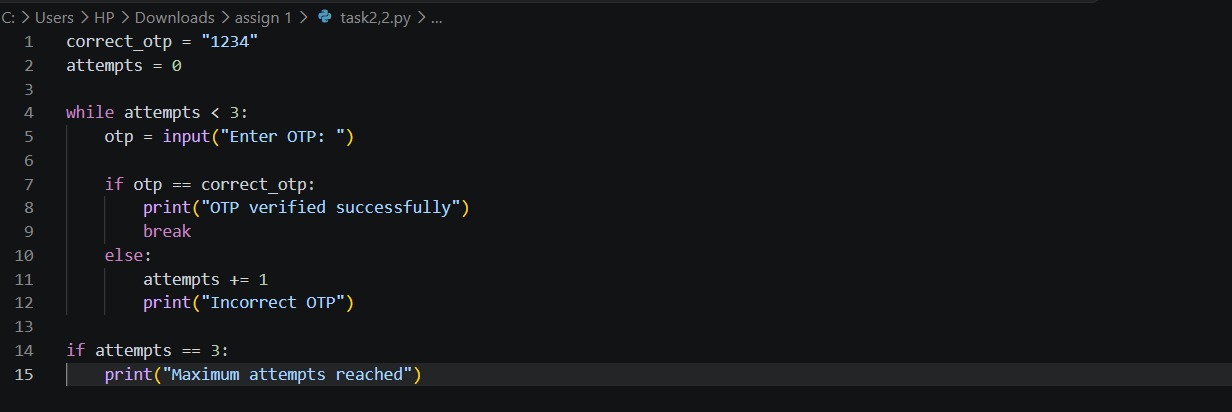 C: > Users > HP > Downloads > assign 1 > task2,2.py > ...
1 correct_otp = "1234"
2 attempts = 0
3
4 while attempts < 3:
5     otp = input("Enter OTP: ")
6
7     if otp == correct_otp:
8         print("OTP verified successfully")
9         break
10     else:
11         attempts += 1
12         print("Incorrect OTP")
13
14 if attempts == 3:
15     print("Maximum attempts reached")